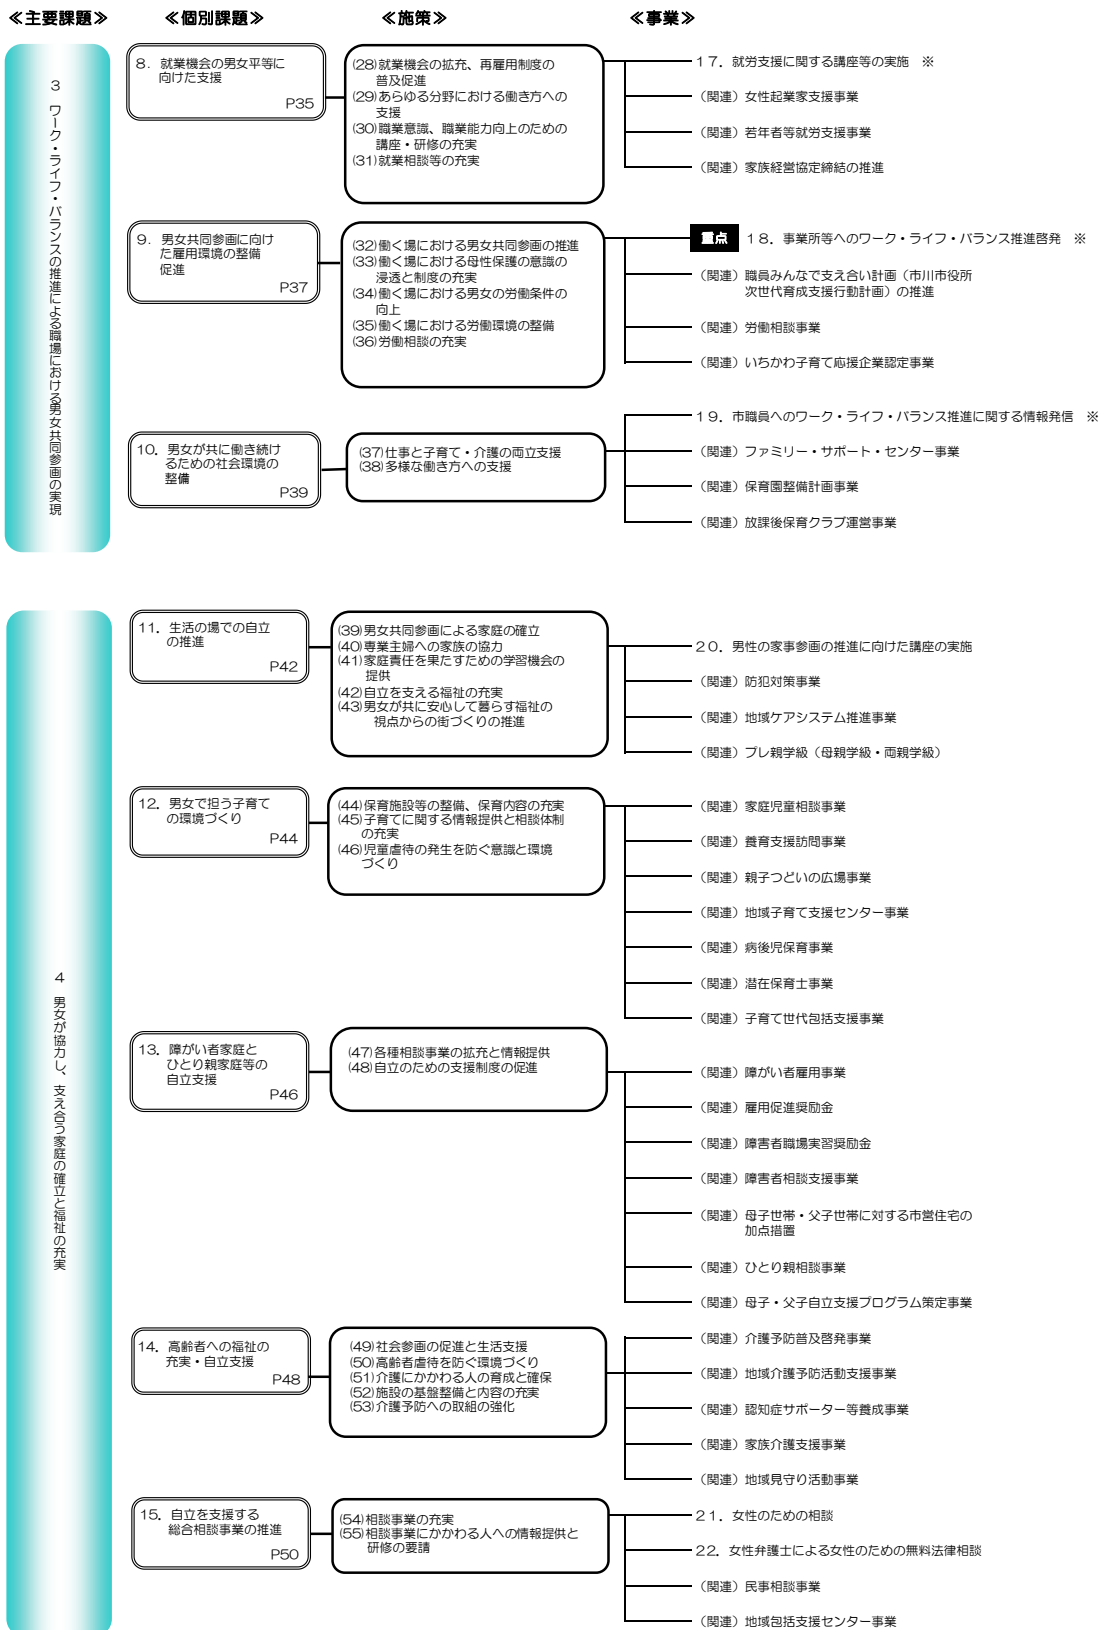 ≪主要課題≫
≪個別課題≫
≪施策≫
≪事業≫
3 ワーク・ライフ・バランスの推進による職場における男女共同参画の実現
8．就業機会の男女平等に
向けた支援
P35
(28)就業機会の拡充、再雇用制度の
普及促進
(29)あらゆる分野における働き方への
支援
(30)職業意識、職業能力向上のための
講座・研修の充実
(31)就業相談等の充実
１７．就労支援に関する講座等の実施　※
（関連）女性起業家支援事業
（関連）若年者等就労支援事業
（関連）家族経営協定締結の推進
9．男女共同参画に向け
た雇用環境の整備
促進
P37
(32)働く場における男女共同参画の推進
(33)働く場における母性保護の意識の
浸透と制度の充実
(34)働く場における男女の労働条件の
向上
(35)働く場における労働環境の整備
(36)労働相談の充実
重点　１８．事業所等へのワーク・ライフ・バランス推進啓発　※
（関連）職員みんなで支え合い計画（市川市役所
次世代育成支援行動計画）の推進
（関連）労働相談事業
（関連）いちかわ子育て応援企業認定事業
10．男女が共に働き続け
るための社会環境の
整備
P39
(37)仕事と子育て・介護の両立支援
(38)多様な働き方への支援
１９．市職員へのワーク・ライフ・バランス推進に関する情報発信　※
（関連）ファミリー・サポート・センター事業
（関連）保育園整備計画事業
（関連）放課後保育クラブ運営事業
4 男女が協力し、支え合う家庭の確立と福祉の充実
11．生活の場での自立
の推進
P42
(39)男女共同参画による家庭の確立
(40)専業主婦への家族の協力
(41)家庭責任を果たすための学習機会の
提供
(42)自立を支える福祉の充実
(43)男女が共に安心して暮らす福祉の
視点からの街づくりの推進
２０．男性の家事参画の推進に向けた講座の実施
（関連）防犯対策事業
（関連）地域ケアシステム推進事業
（関連）プレ親学級（母親学級・両親学級）
12．男女で担う子育て
の環境づくり
P44
(44)保育施設等の整備、保育内容の充実
(45)子育てに関する情報提供と相談体制
の充実
(46)児童虐待の発生を防ぐ意識と環境
づくり
（関連）家庭児童相談事業
（関連）養育支援訪問事業
（関連）親子つどいの広場事業
（関連）地域子育て支援センター事業
（関連）病後児保育事業
（関連）潜在保育士事業
（関連）子育て世代包括支援事業
13．障がい者家庭と
ひとり親家庭等の
自立支援
P46
(47)各種相談事業の拡充と情報提供
(48)自立のための支援制度の促進
（関連）障がい者雇用事業
（関連）雇用促進奨励金
（関連）障害者職場実習奨励金
（関連）障害者相談支援事業
（関連）母子世帯・父子世帯に対する市営住宅の
加点措置
（関連）ひとり親相談事業
（関連）母子・父子自立支援プログラム策定事業
14．高齢者への福祉の
充実・自立支援
P48
(49)社会参画の促進と生活支援
(50)高齢者虐待を防ぐ環境づくり
(51)介護にかかわる人の育成と確保
(52)施設の基盤整備と内容の充実
(53)介護予防への取組の強化
（関連）介護予防普及啓発事業
（関連）地域介護予防活動支援事業
（関連）認知症サポーター等養成事業
（関連）家族介護支援事業
（関連）地域見守り活動事業
15．自立を支援する
総合相談事業の推進
P50
(54)相談事業の充実
(55)相談事業にかかわる人への情報提供と
研修の要請
２１．女性のための相談
２２．女性弁護士による女性のための無料法律相談
（関連）民事相談事業
（関連）地域包括支援センター事業